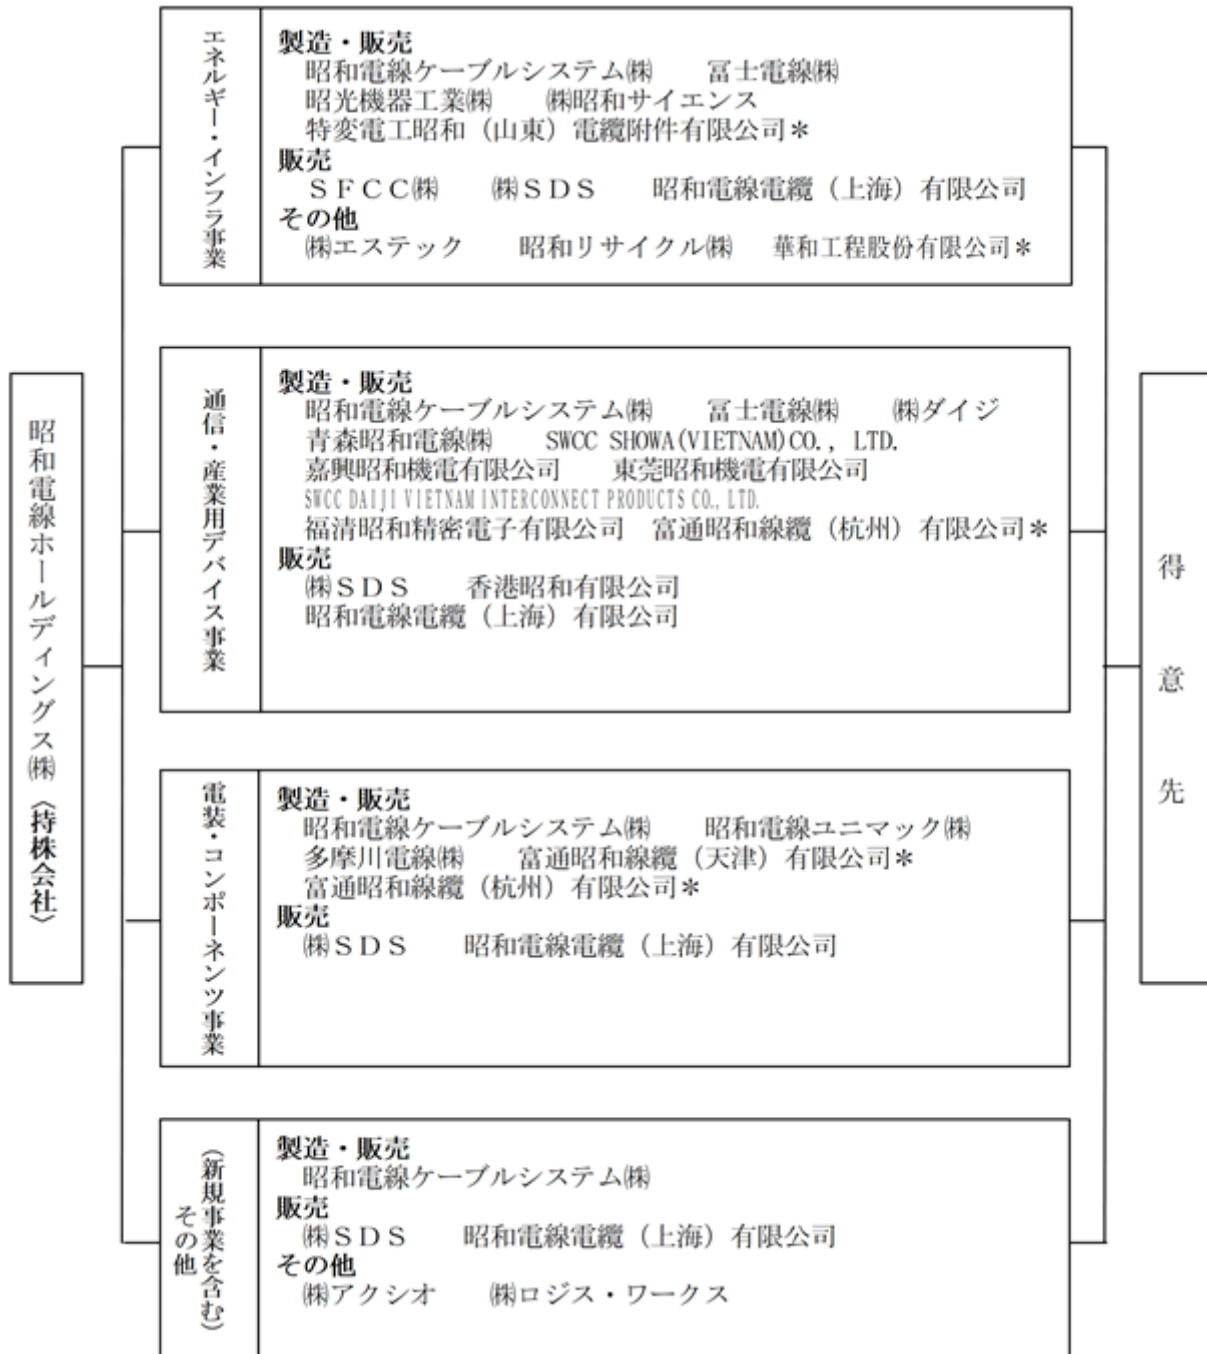 昭和電線ホールディングス㈱〈持株会社〉
エネルギー・インフラ事業
製造・販売
昭和電線ケーブルシステム㈱　冨士電線㈱
昭光機器工業㈱　㈱昭和サイエンス
特変電工昭和（山東）電纜附件有限公司＊
販売
ＳＦＣＣ㈱　㈱ＳＤＳ　昭和電線電纜（上海）有限公司
その他
㈱エステック　昭和リサイクル㈱　華和工程股份有限公司＊
通信・産業用デバイス事業
製造・販売
昭和電線ケーブルシステム㈱　冨士電線㈱　㈱ダイジ
青森昭和電線㈱　SWCC SHOWA(VIETNAM)CO., LTD.
嘉興昭和機電有限公司　東莞昭和機電有限公司
SWCC DAIJI VIETNAM INTERCONNECT PRODUCTS CO., LTD.
福清昭和精密電子有限公司　富通昭和線纜（杭州）有限公司＊
販売
㈱ＳＤＳ　香港昭和有限公司
昭和電線電纜（上海）有限公司
電装・コンポーネンツ事業
製造・販売
昭和電線ケーブルシステム㈱　昭和電線ユニマック㈱
多摩川電線㈱　富通昭和線纜（天津）有限公司＊
富通昭和線纜（杭州）有限公司＊
販売
㈱ＳＤＳ　昭和電線電纜（上海）有限公司
（新規事業を含む）
その他
製造・販売
昭和電線ケーブルシステム㈱
販売
㈱ＳＤＳ　昭和電線電纜（上海）有限公司
その他
㈱アクシオ　㈱ロジス・ワークス
得意先